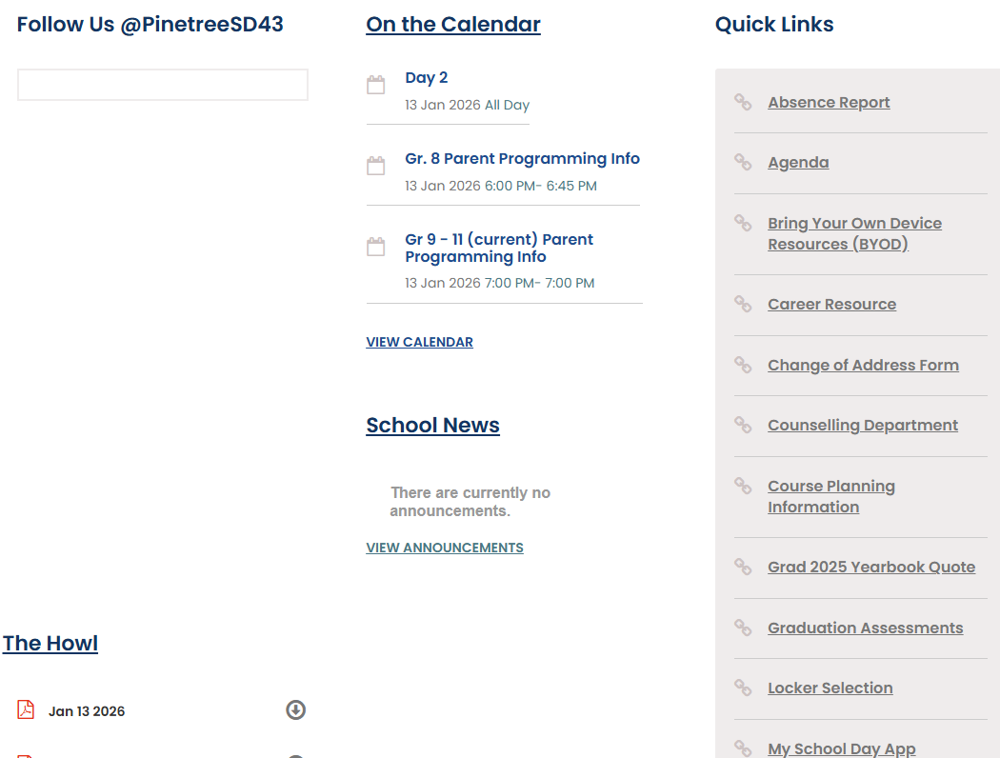 Follow Us @PinetreeSD43
On the Calendar
Day 2
13 Jan 2026 All Day
Gr. 8 Parent Programming Info
13 Jan 2026 6:00 PM- 6:45 PM
Gr 9 - 11 (current) Parent
Programming Info
13 Jan 2026 7:00 PM- 7:00 PM
VIEW CALENDAR
School News
There are currently no
announcements.
VIEW ANNOUNCEMENTS
The Howl
Jan 13 2026
Quick Links
Absence Report
Agenda
Bring Your Own Device
Resources (BYOD)
Career Resource
Change of Address Form
Counselling Department
Course Planning
Information
Grad 2025 Yearbook Quote
Graduation Assessments
Locker Selection
My School Day App